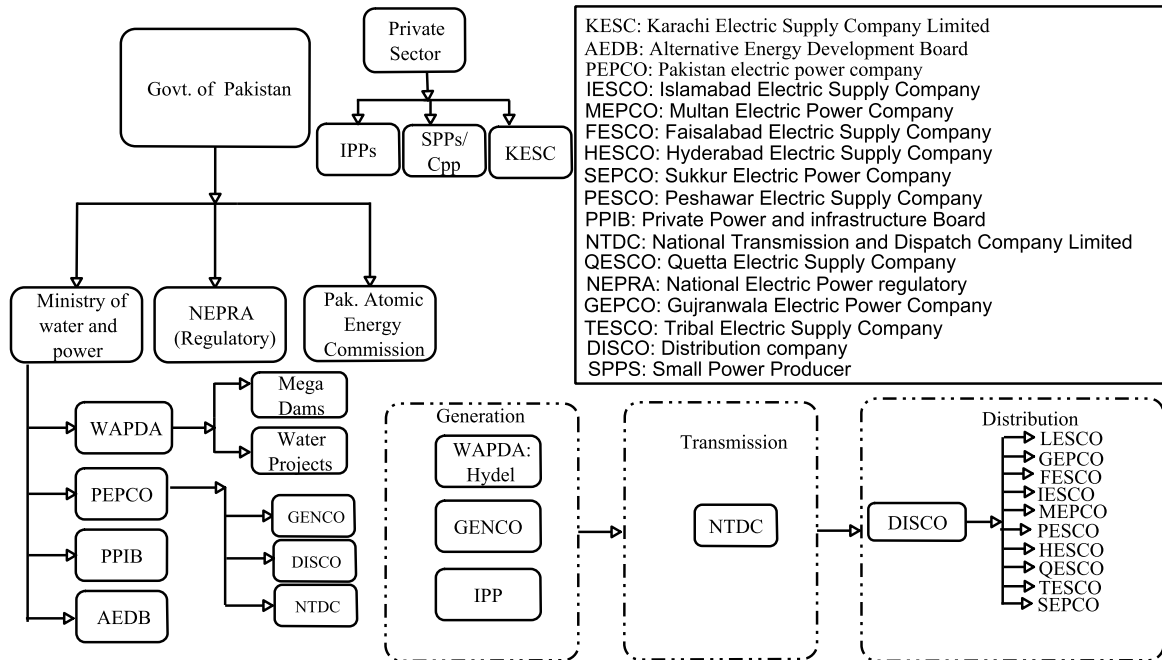 Govt. of Pakistan
Private
Sector
IPPs
SPPs/
Cpp
KESC
KESC: Karachi Electric Supply Company Limited
AEDB: Alternative Energy Development Board
PEPCO: Pakistan electric power company
IESCO: Islamabad Electric Supply Company
MEPCO: Multan Electric Power Company
FESCO: Faisalabad Electric Supply Company
HESCO: Hyderabad Electric Supply Company
SEPCO: Sukkur Electric Power Company
PESCO: Peshawar Electric Supply Company
PPIB: Private Power and infrastructure Board
NTDC: National Transmission and Dispatch Company Limited
QESCO: Quetta Electric Supply Company
NEPRA: National Electric Power regulatory
GEPCO: Gujranwala Electric Power Company
TESCO: Tribal Electric Supply Company
DISCO: Distribution company
SPPS: Small Power Producer
Ministry of
water and
power
NEPRA
(Regulatory)
Pak. Atomic
Energy
Commission
WAPDA
Mega
Dams
Water
Projects
PEPCO
GENCO
DISCO
NTDC
PPIB
AEDB
Generation
WAPDA:
Hydel
GENCO
IPP
Transmission
NTDC
Distribution
DISCO
LESCO
GEPCO
FESCO
IESCO
MEPCO
PESCO
HESCO
QESCO
TESCO
SEPCO